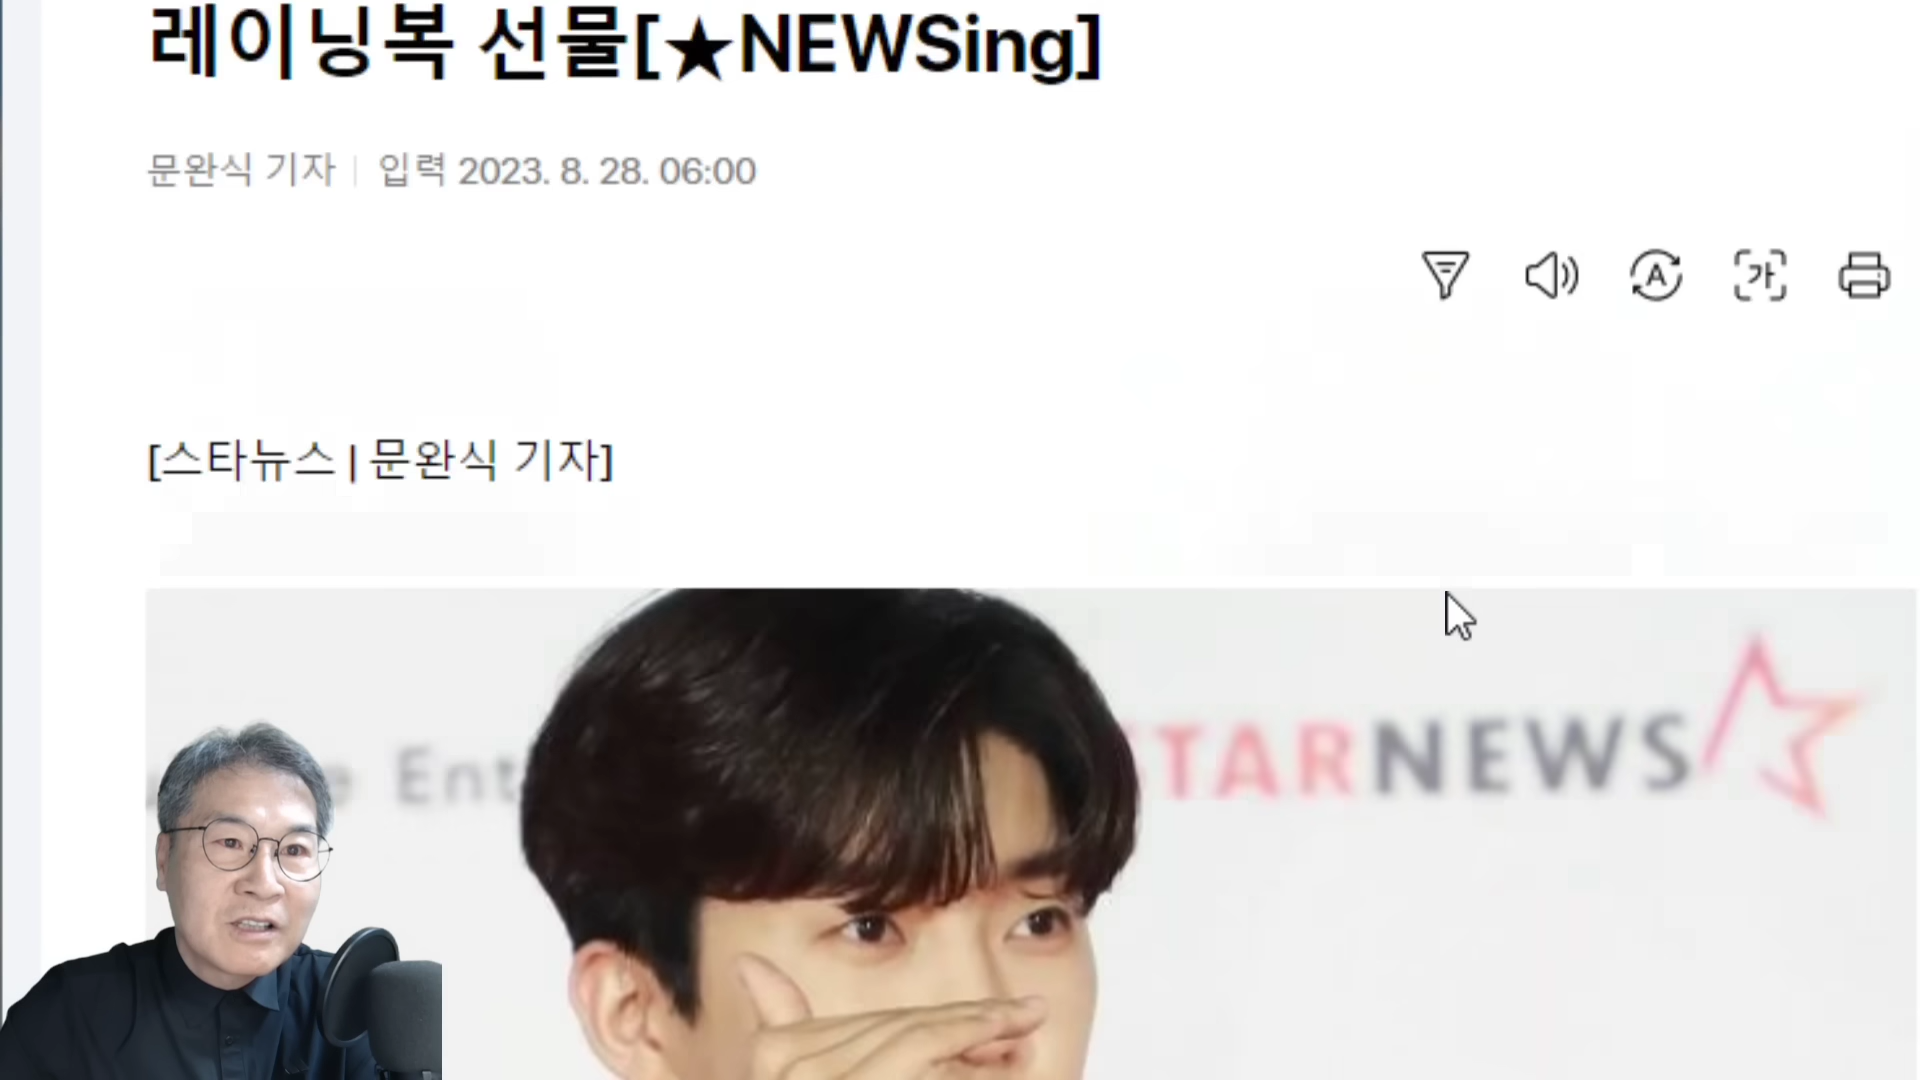 레이닝복 선물[★NEWSing]
문완식 기자 | 입력 2023. 8. 28. 06:00
가
[스타뉴스 | 문완식 기자]
e Ent
TARNEWS